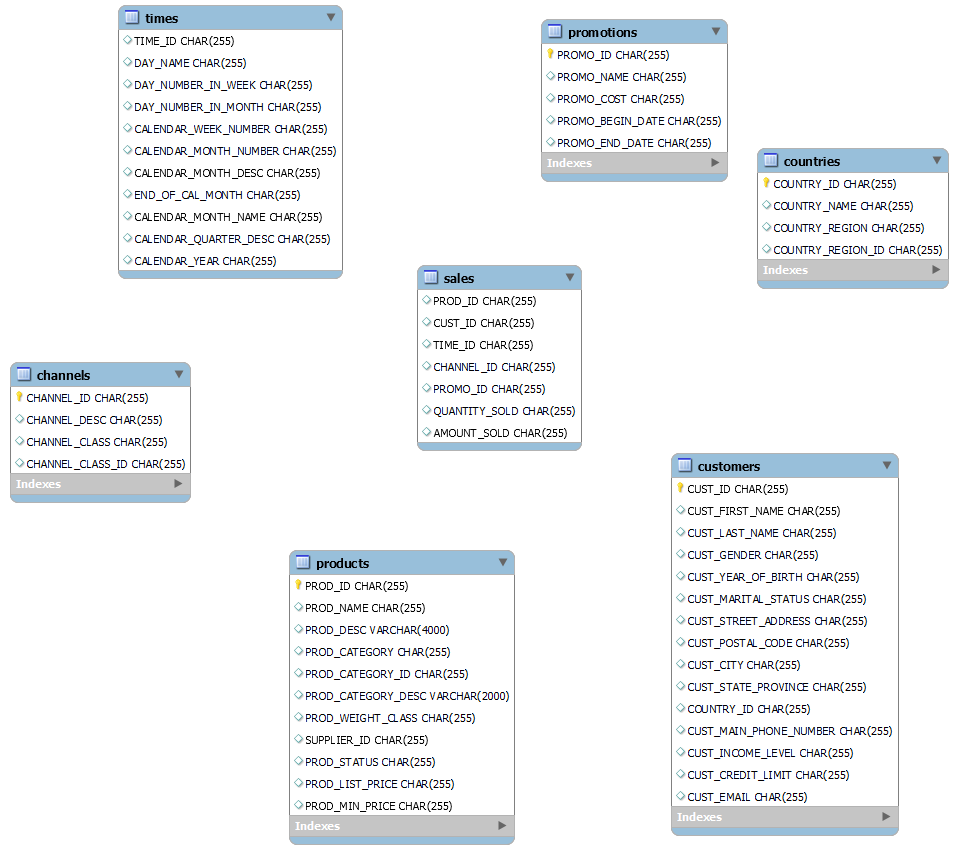 times
TIME_ID CHAR(255)
DAY_NAME CHAR(255)
DAY_NUMBER_IN_WEEK CHAR(255)
DAY_NUMBER_IN_MONTH CHAR(255)
CALENDAR_WEEK_NUMBER CHAR(255)
CALENDAR_MONTH_NUMBER CHAR(255)
CALENDAR_MONTH_DESC CHAR(255)
END_OF_CAL_MONTH CHAR(255)
CALENDAR_MONTH_NAME CHAR(255)
CALENDAR_QUARTER_DESC CHAR(255)
CALENDAR_YEAR CHAR(255)
promotions
PROMO_ID CHAR(255)
PROMO_NAME CHAR(255)
PROMO_COST CHAR(255)
PROMO_BEGIN_DATE CHAR(255)
PROMO_END_DATE CHAR(255)
Indexes
countries
COUNTRY_ID CHAR(255)
COUNTRY_NAME CHAR(255)
COUNTRY_REGION CHAR(255)
COUNTRY_REGION_ID CHAR(255)
Indexes
sales
PROD_ID CHAR(255)
CUST_ID CHAR(255)
TIME_ID CHAR(255)
CHANNEL_ID CHAR(255)
PROMO_ID CHAR(255)
QUANTITY_SOLD CHAR(255)
AMOUNT_SOLD CHAR(255)
channels
CHANNEL_ID CHAR(255)
CHANNEL_DESC CHAR(255)
CHANNEL_CLASS CHAR(255)
CHANNEL_CLASS_ID CHAR(255)
Indexes
customers
CUST_ID CHAR(255)
CUST_FIRST_NAME CHAR(255)
CUST_LAST_NAME CHAR(255)
CUST_GENDER CHAR(255)
CUST_YEAR_OF_BIRTH CHAR(255)
CUST_MARITAL_STATUS CHAR(255)
CUST_STREET_ADDRESS CHAR(255)
CUST_POSTAL_CODE CHAR(255)
CUST_CITY CHAR(255)
CUST_STATE_PROVINCE CHAR(255)
COUNTRY_ID CHAR(255)
CUST_MAIN_PHONE_NUMBER CHAR(255)
CUST_INCOME_LEVEL CHAR(255)
CUST_CREDIT_LIMIT CHAR(255)
CUST_EMAIL CHAR(255)
Indexes
products
PROD_ID CHAR(255)
PROD_NAME CHAR(255)
PROD_DESC VARCHAR(4000)
PROD_CATEGORY CHAR(255)
PROD_CATEGORY_ID CHAR(255)
PROD_CATEGORY_DESC VARCHAR(2000)
PROD_WEIGHT_CLASS CHAR(255)
SUPPLIER_ID CHAR(255)
PROD_STATUS CHAR(255)
PROD_LIST_PRICE CHAR(255)
PROD_MIN_PRICE CHAR(255)
Indexes